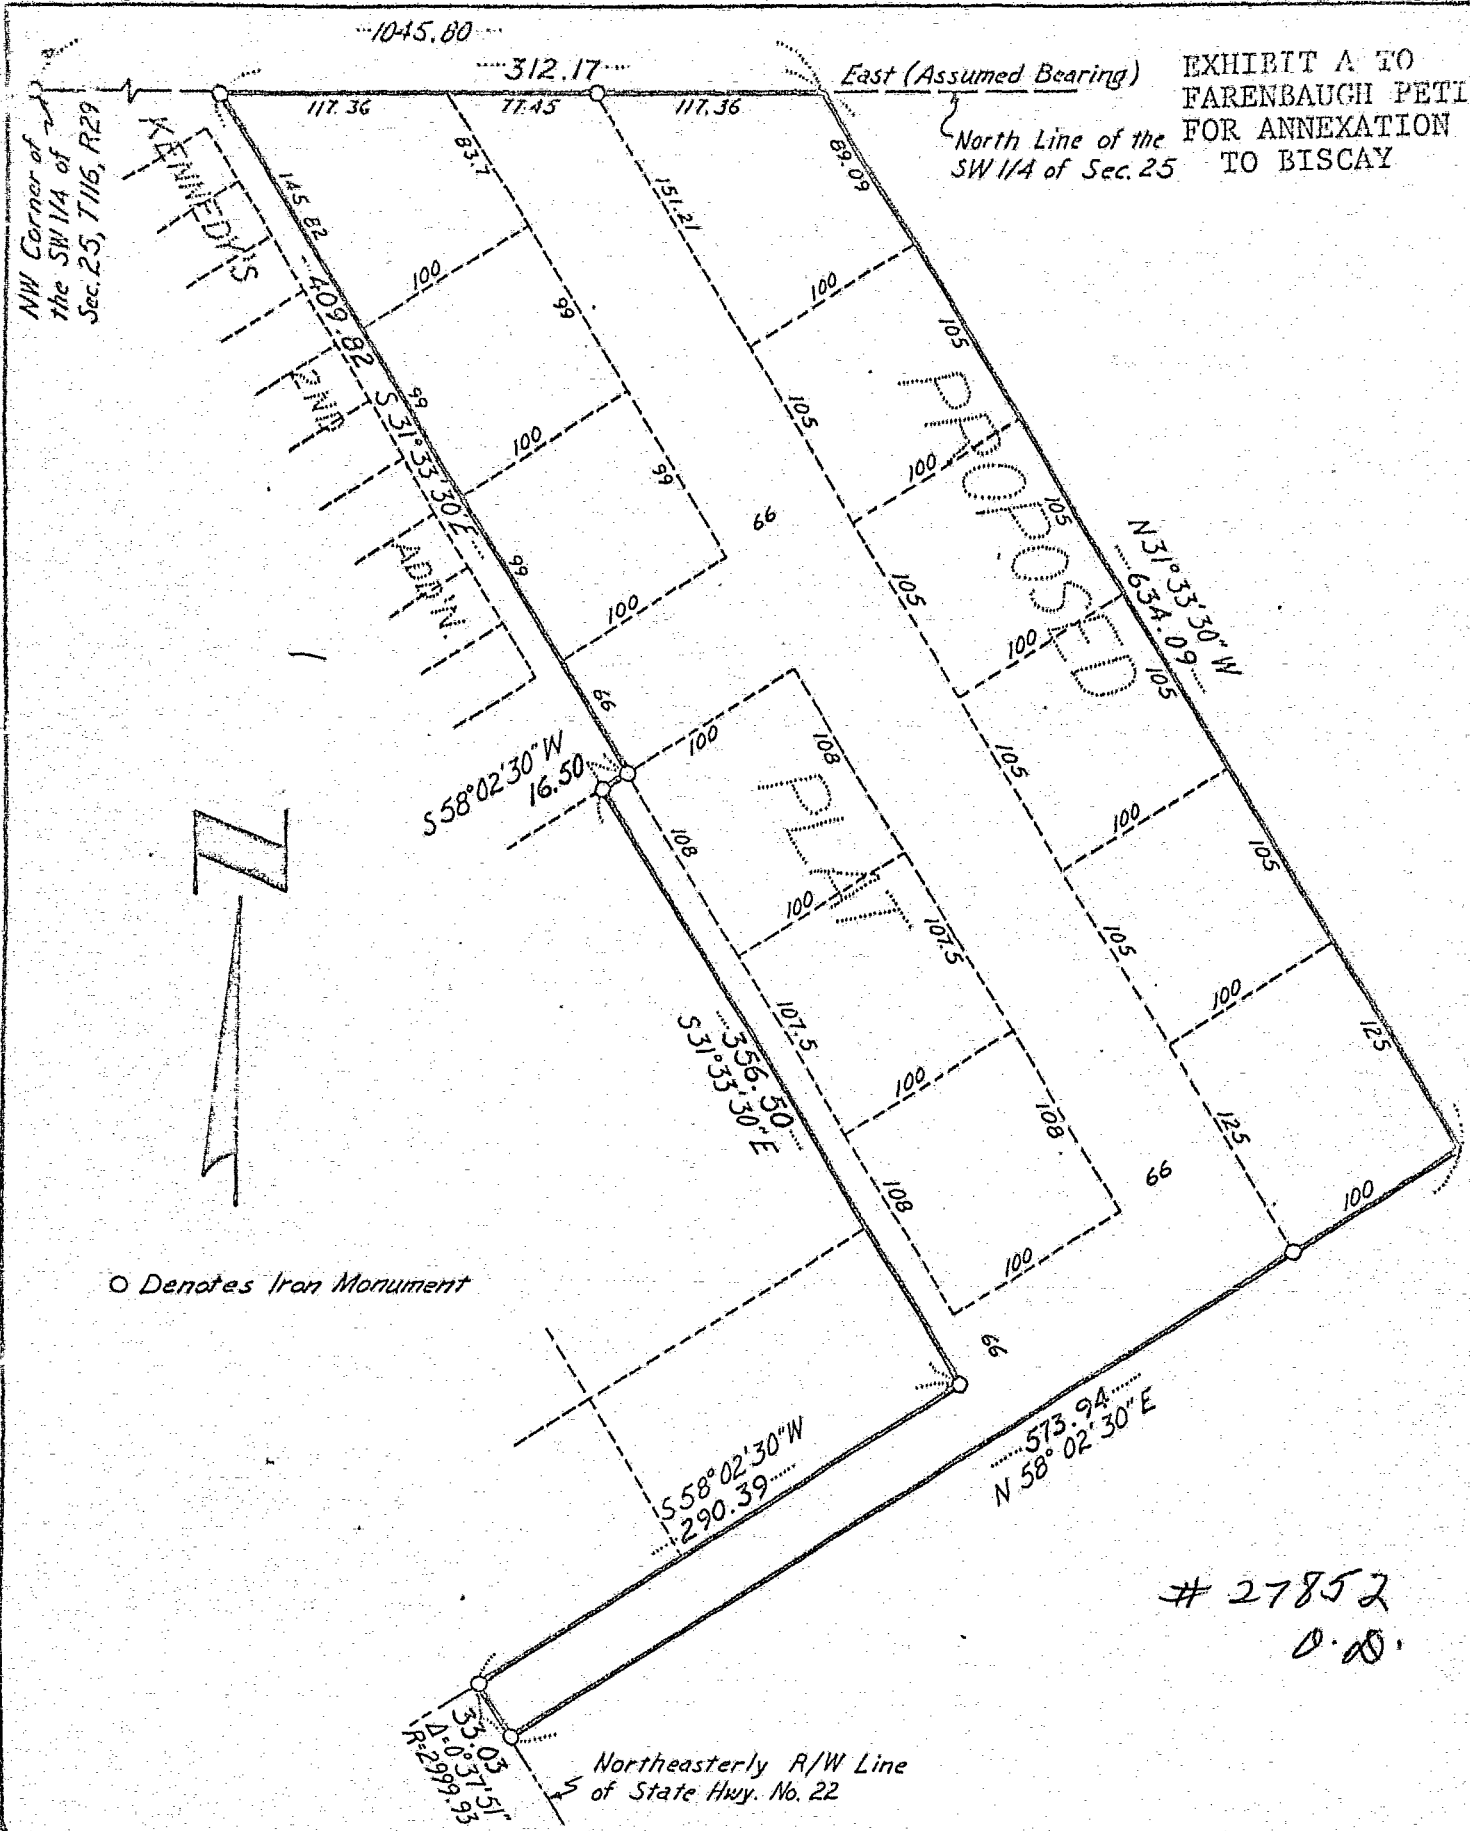 1045.80
312.17
117.36
77.45
117.36
East (Assumed Bearing)
North Line of the
SW 1/4 of Sec. 25
EXHIBIT A TO
FARENBAUGH PETI
FOR ANNEXATION
TO BISCAY
NW Corner of
the SW 1/4 of
Sec. 25, T116, R29
KENNEDY'S
2ND
ADD'N.
145.82
409.82 S 31°33'30"E
99
99
66
83.7
99
99
100
100
100
66
151.21
105
105
105
105
125
89.09
105
105
105
105
125
100
100
100
100
100
100
N 31°33'30"W
634.09
PROPOSED
PLAT
S 58°02'30"W
16.50
100
108
107.5
108
108
107.5
108
100
100
100
356.50
S 31°33'30"E
66
66
O Denotes Iron Monument
S 58°02'30"W
290.39
573.94
N 58°02'30"E
33.03
Δ=0°37'51"
R=2999.93
Northeasterly R/W Line
of State Hwy. No. 22
# 27852